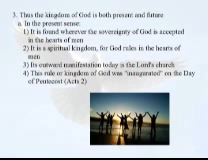 3. Thus the kingdom of God is both present and future
a. In the present sense:
1) It is found wherever the sovereignty of God is accepted
in the hearts of men
2) It is a spiritual kingdom, for God rules in the hearts of
men
3) Its outward manifestation today is the Lord's church
4) This rule or kingdom of God was "inaugurated" on the Day
of Pentecost (Acts 2)